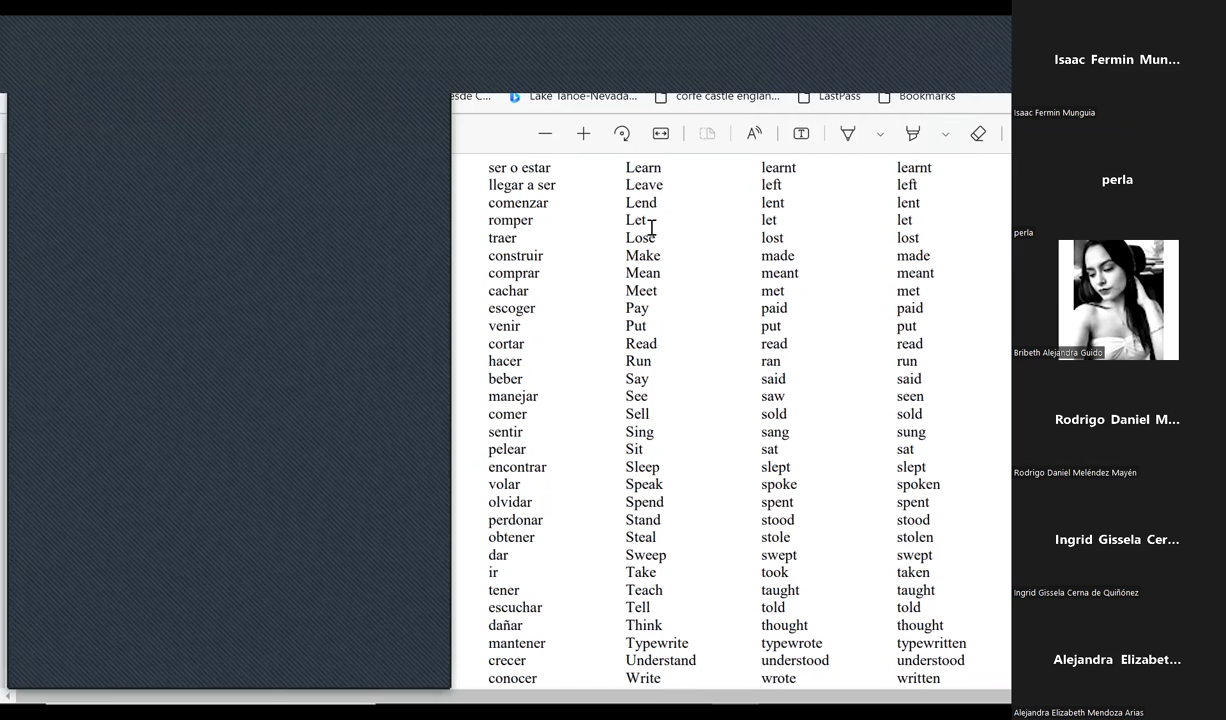 esde C... Lake Tahoe-Nevada... corfe castle englan... LastPass Bookmarks
ser o estar Learn learnt learnt
llegar a ser Leave left left
comenzar Lend lent lent
romper Let let let
traer Lose lost lost
construir Make made made
comprar Mean meant meant
cachar Meet met met
escoger Pay paid paid
venir Put put put
cortar Read read read
hacer Run ran run
beber Say said said
manejar See saw seen
comer Sell sold sold
sentir Sing sang sung
pelear Sit sat sat
encontrar Sleep slept slept
volar Speak spoke spoken
olvidar Spend spent spent
perdonar Stand stood stood
obtener Steal stole stolen
dar Sweep swept swept
ir Take took taken
tener Teach taught taught
escuchar Tell told told
dañar Think thought thought
mantener Typewrite typewrote typewritten
crecer Understand understood understood
conocer Write wrote written
Isaac Fermin Mun...
Isaac Fermin Munguia
perla
perla
Bribeth Alejandra Guido
Rodrigo Daniel M...
Rodrigo Daniel Meléndez Mayén
Ingrid Gissela Cer...
Ingrid Gissela Cerna de Quiñónez
Alejandra Elizabet...
Alejandra Elizabeth Mendoza Arias